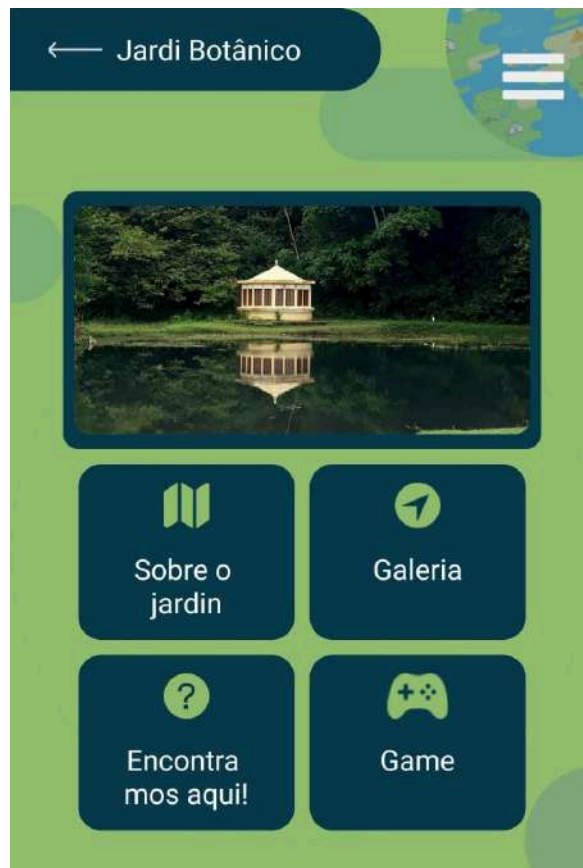 Jardi Botânico
Sobre o
jardin
Galeria
?
Encontra
mos aqui!
Game